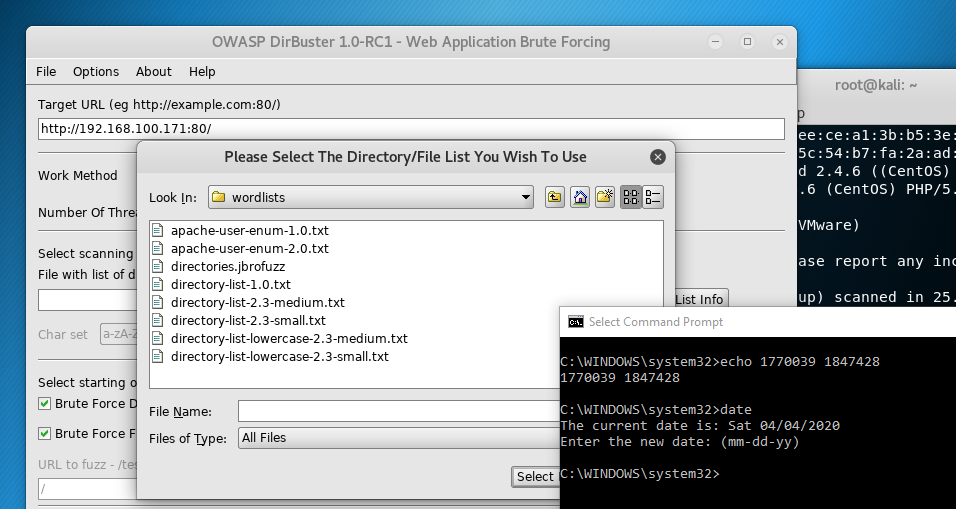 OWASP DirBuster 1.0-RC1 - Web Application Brute Forcing
File Options About Help
Target URL (eg http://example.com:80/)
http://192.168.100.171:80/
Work Method
Number Of Threa
Select scanning
File with list of d
List Info
Char set a-zA-Z
Select starting o
Brute Force D
Brute Force F
URL to fuzz - /tes
/
Please Select The Directory/File List You Wish To Use
Look In: wordlists
apache-user-enum-1.0.txt
apache-user-enum-2.0.txt
directories.jbrofuzz
directory-list-1.0.txt
directory-list-2.3-medium.txt
directory-list-2.3-small.txt
directory-list-lowercase-2.3-medium.txt
directory-list-lowercase-2.3-small.txt
File Name:
Files of Type: All Files
Select
root@kali: ~
p
ee:ce:a1:3b:b5:3e:
5c:54:b7:fa:2a:ad:
d 2.4.6 ((CentOS)
.6 (CentOS) PHP/5.
VMware)
ase report any inc
up) scanned in 25.
Select Command Prompt
C:\WINDOWS\system32>echo 1770039 1847428
1770039 1847428
C:\WINDOWS\system32>date
The current date is: Sat 04/04/2020
Enter the new date: (mm-dd-yy)
C:\WINDOWS\system32>